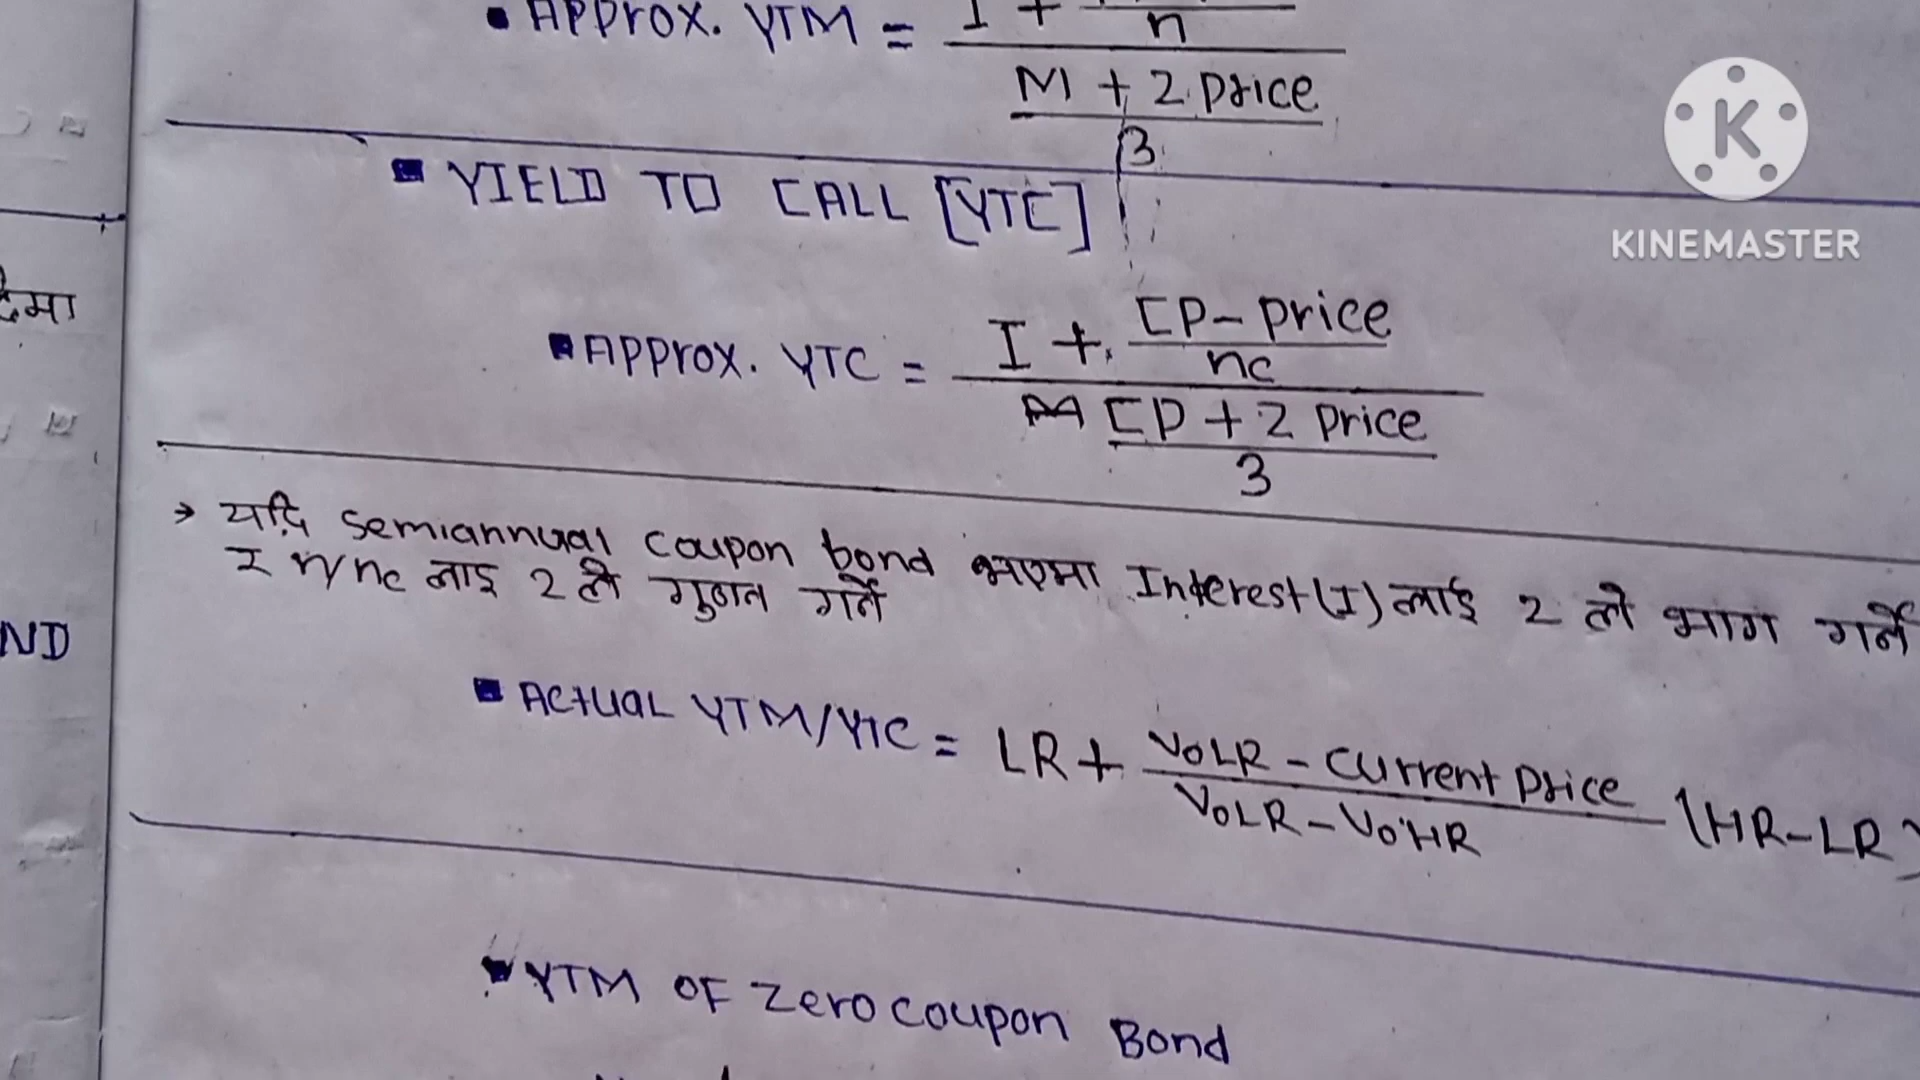 • Approx. YTM = I +
n
M + 2 price
3
K
KINEMASTER
▪ YIELD TO CALL [YTC]
देमा
▪ Approx. YTC = I + CP - price
nc
CP + 2 price
3
→ यदि semiannual coupon bond भएमा Interest (I) लाई 2 ले भाग गर्ने
र n/nc लाइ 2 ले गुणन गर्ने
ND
▪ Actual YTM/YTC = LR + VoLR - Current price (HR-LR)
VoLR - VoHR
▪ YTM OF Zero coupon Bond